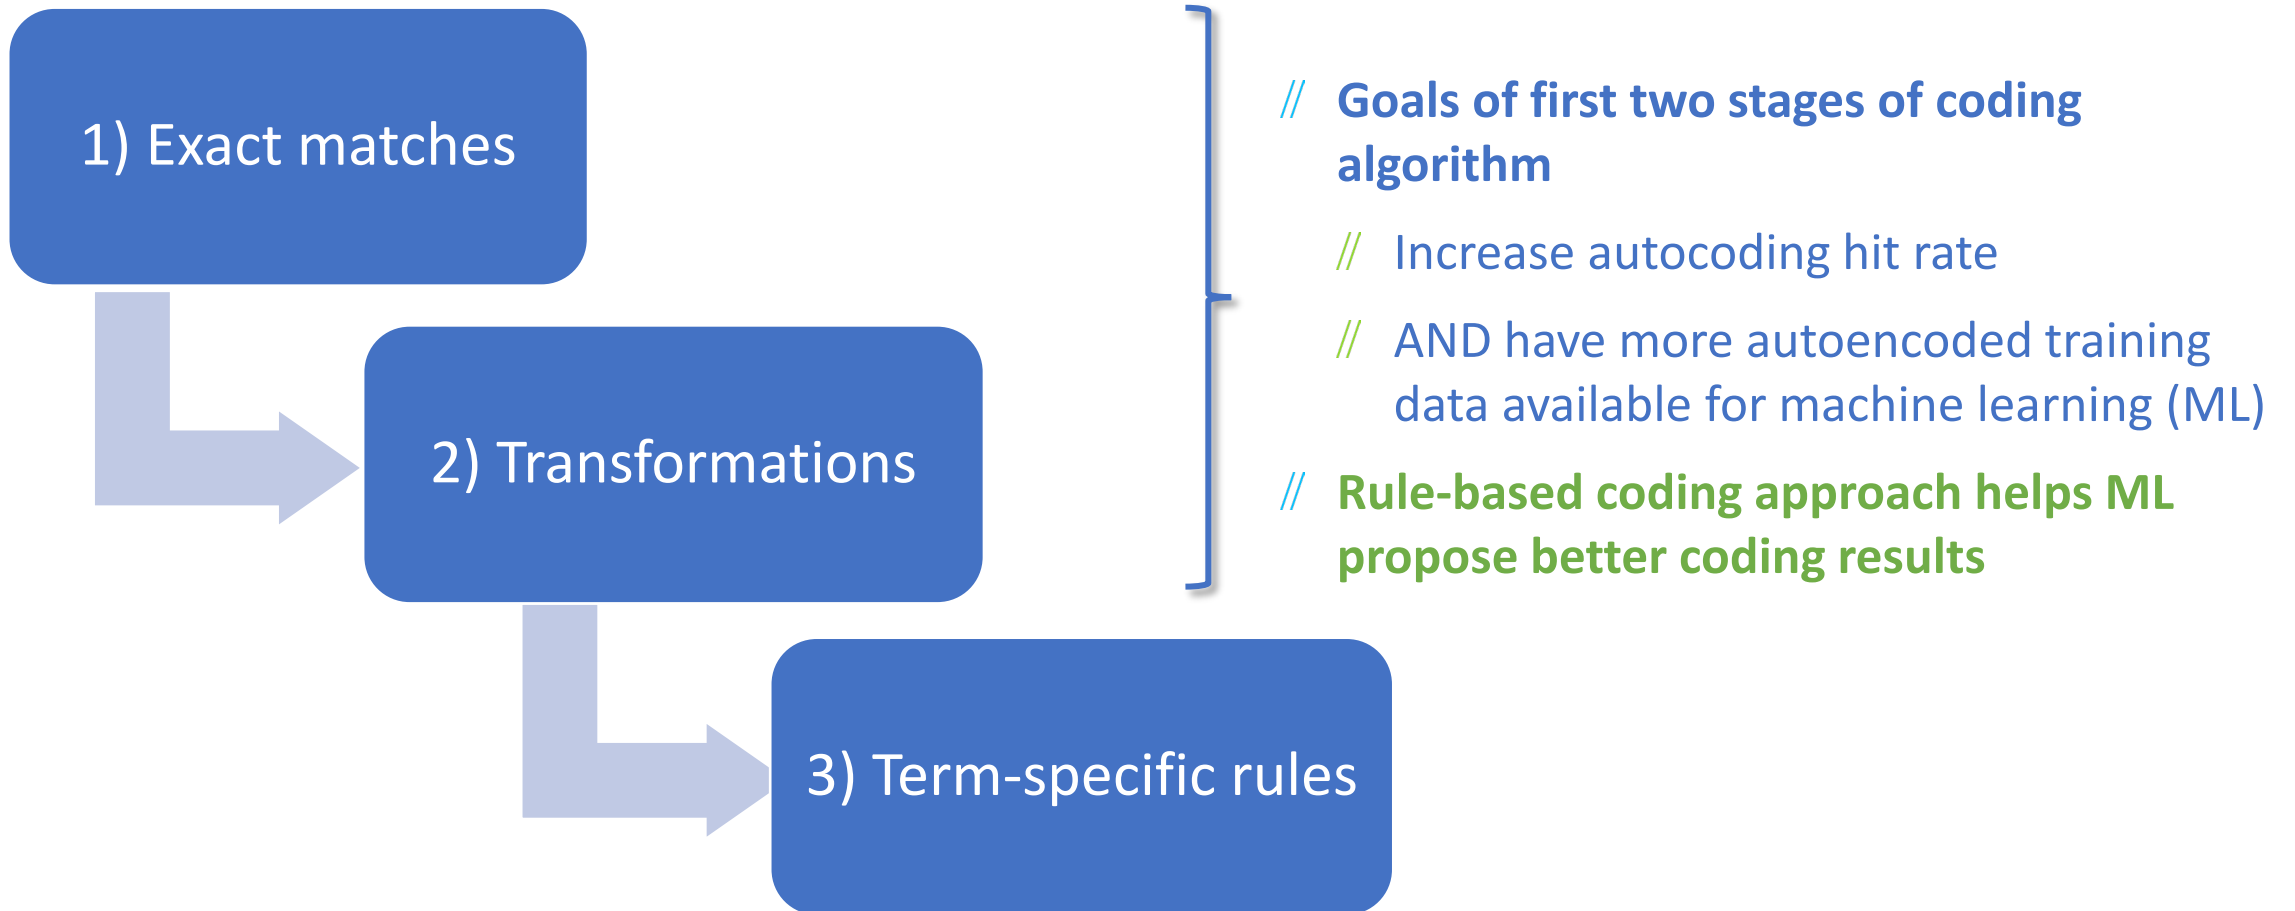 1) Exact matches
2) Transformations
3) Term-specific rules
// Goals of first two stages of coding
algorithm
// Increase autocoding hit rate
// AND have more autoencoded training
data available for machine learning (ML)
// Rule-based coding approach helps ML
propose better coding results